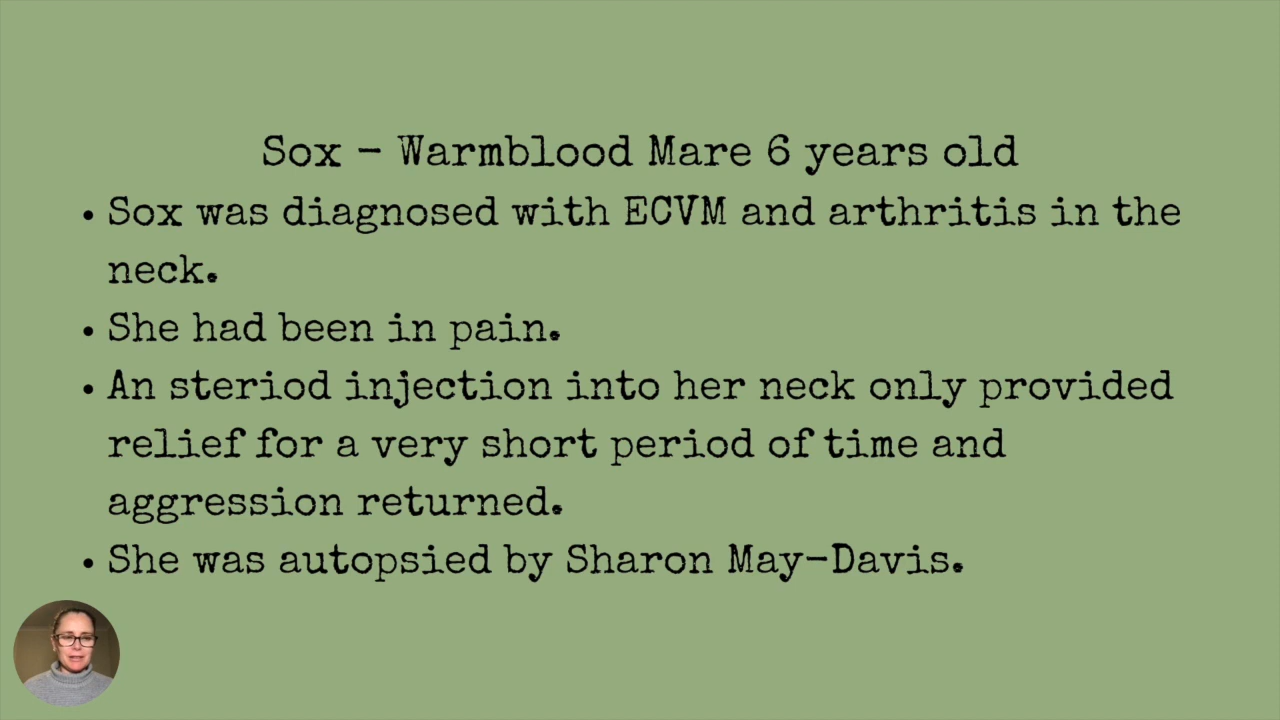 Sox - Warmblood Mare 6 years old
• Sox was diagnosed with ECVM and arthritis in the
neck.
• She had been in pain.
• An steriod injection into her neck only provided
relief for a very short period of time and
aggression returned.
• She was autopsied by Sharon May-Davis.